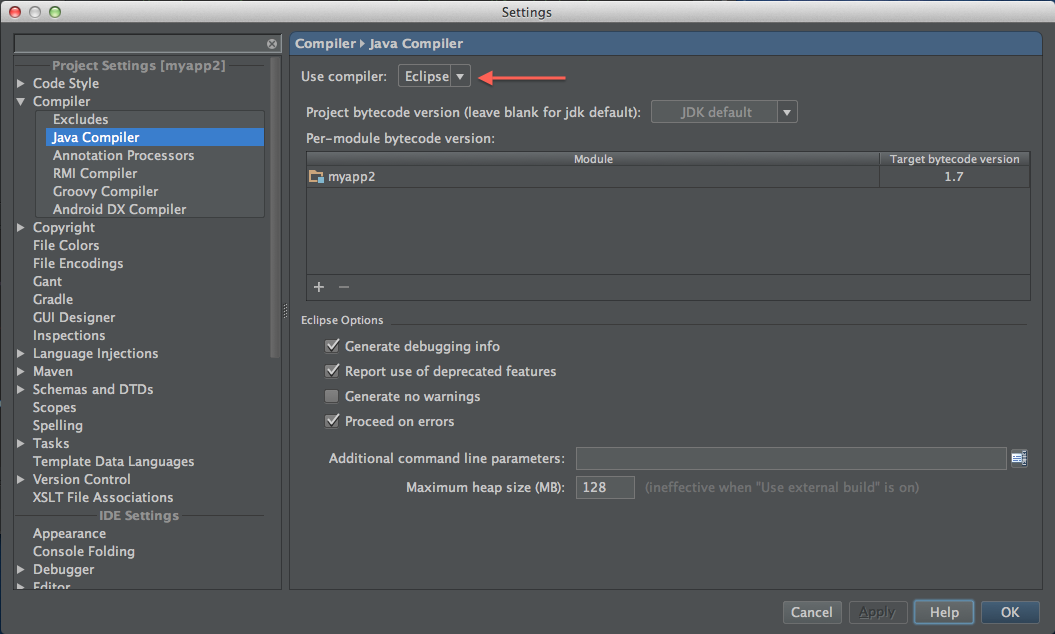 Settings
Project Settings [myapp2]
Code Style
Compiler
Excludes
Java Compiler
Annotation Processors
RMI Compiler
Groovy Compiler
Android DX Compiler
Copyright
File Colors
File Encodings
Gant
Gradle
GUI Designer
Inspections
Language Injections
Maven
Schemas and DTDs
Scopes
Spelling
Tasks
Template Data Languages
Version Control
XSLT File Associations
IDE Settings
Appearance
Console Folding
Debugger
Editor
Compiler Java Compiler
Use compiler: Eclipse
Project bytecode version (leave blank for jdk default): JDK default
Per-module bytecode version:
Module Target bytecode version
myapp2 1.7
Eclipse Options
Generate debugging info
Report use of deprecated features
Generate no warnings
Proceed on errors
Additional command line parameters:
Maximum heap size (MB): 128 (ineffective when "Use external build" is on)
Cancel Apply Help OK